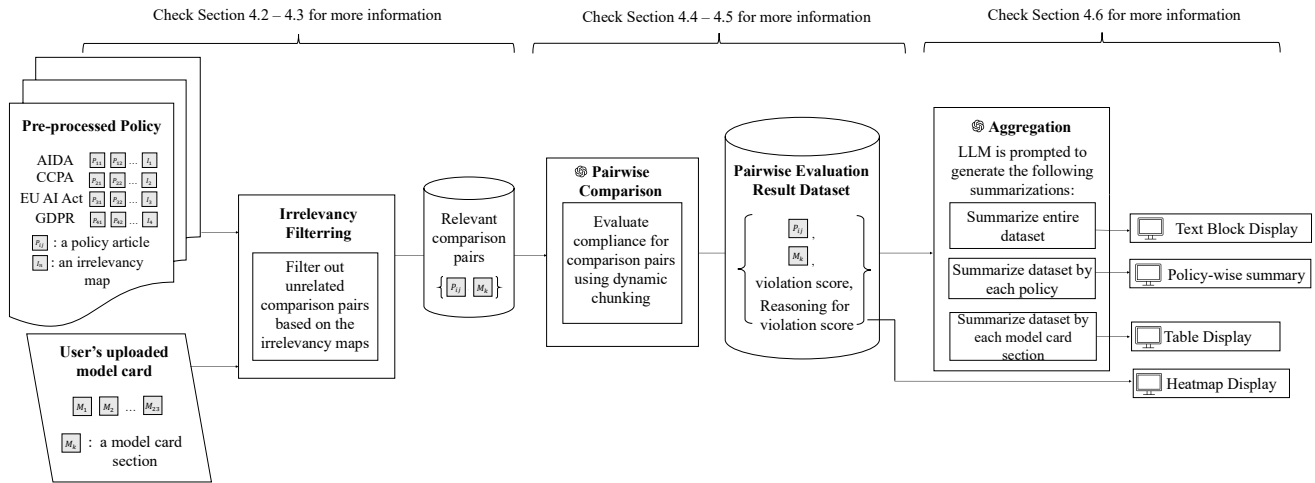 Check Section 4.2 – 4.3 for more information
Check Section 4.4 – 4.5 for more information
Check Section 4.6 for more information
Pre-processed Policy
AIDA P₁₁ P₁₂ … I₁
CCPA P₂₁ P₂₂ … I₂
EU AI Act P₃₁ P₃₂ … I₃
GDPR P₄₁ P₄₂ … I₄
Pᵢⱼ : a policy article
Iₙ : an irrelevancy
map
User's uploaded
model card
M₁ M₂ … M₂₃
Mₖ : a model card
section
Irrelevancy
Filterring
Filter out
unrelated
comparison pairs
based on the
irrelevancy maps
Relevant
comparison
pairs
{ Pᵢⱼ Mₖ }
Pairwise
Comparison
Evaluate
compliance for
comparison pairs
using dynamic
chunking
Pairwise Evaluation
Result Dataset
Pᵢⱼ ,
Mₖ ,
violation score,
Reasoning for
violation score
Aggregation
LLM is prompted to
generate the following
summarizations:
Summarize entire
dataset
Summarize dataset by
each policy
Summarize dataset by
each model card
section
Text Block Display
Policy-wise summary
Table Display
Heatmap Display